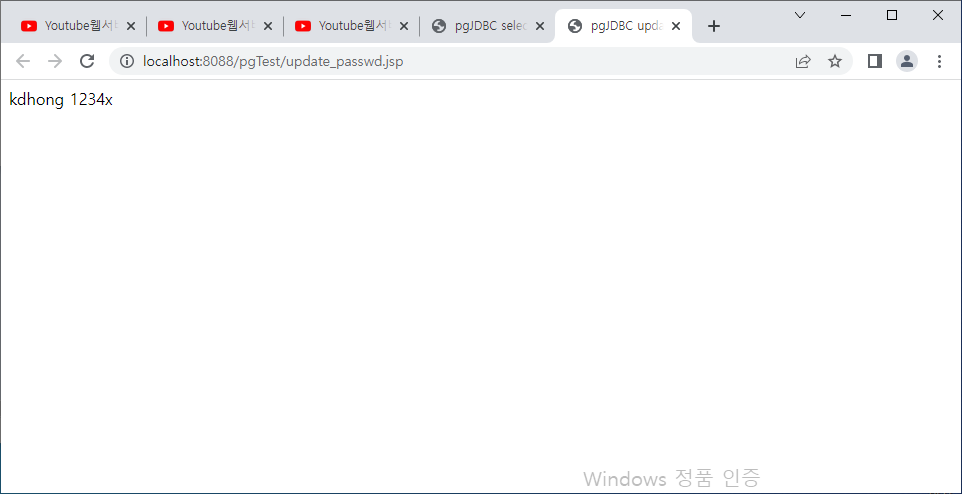 Youtube웹서 Youtube웹서 Youtube웹서 pgJDBC selec pgJDBC upda
localhost:8088/pgTest/update_passwd.jsp
kdhong 1234x
Windows 정품 인증